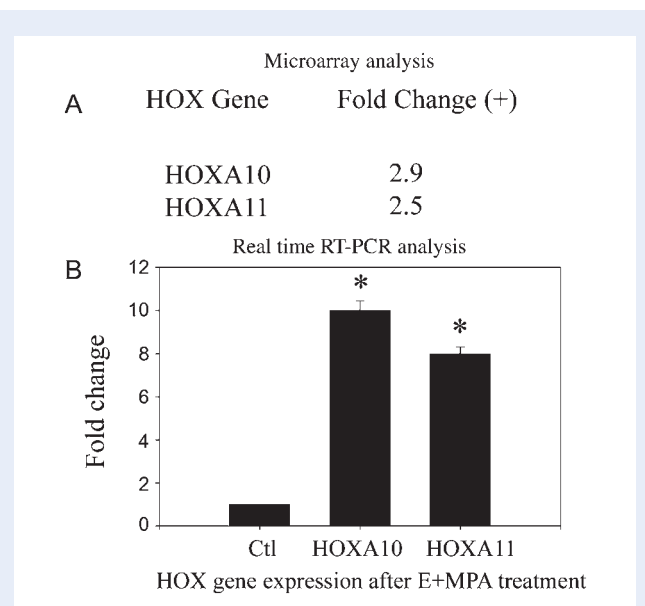 Microarray analysis
A HOX Gene Fold Change (+)
HOXA10 2.9
HOXA11 2.5
Real time RT-PCR analysis
B
12
10
8
6
4
2
0
Fold change
* *
Ctl HOXA10 HOXA11
HOX gene expression after E+MPA treatment